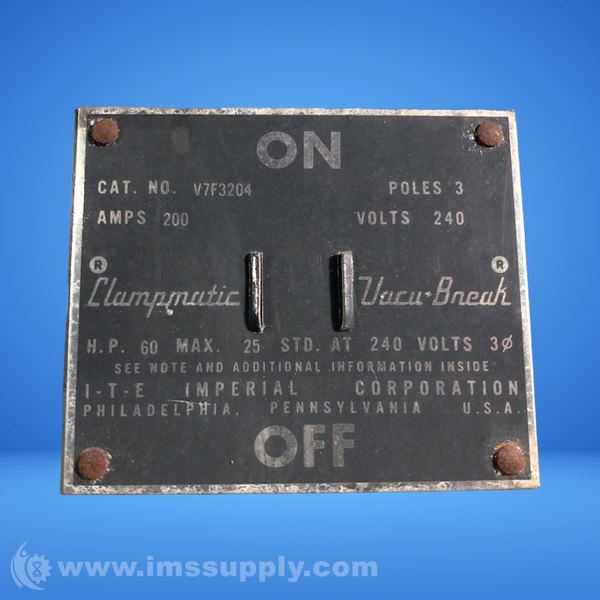 ON
CAT. NO. V7F3204 POLES 3
AMPS 200 VOLTS 240
® ®
Clampmatic Vacu-Break
H.P. 60 MAX. 25 STD. AT 240 VOLTS 3ø
SEE NOTE AND ADDITIONAL INFORMATION INSIDE
I-T-E IMPERIAL CORPORATION
PHILADELPHIA, PENNSYLVANIA U.S.A.
OFF
www.imssupply.com